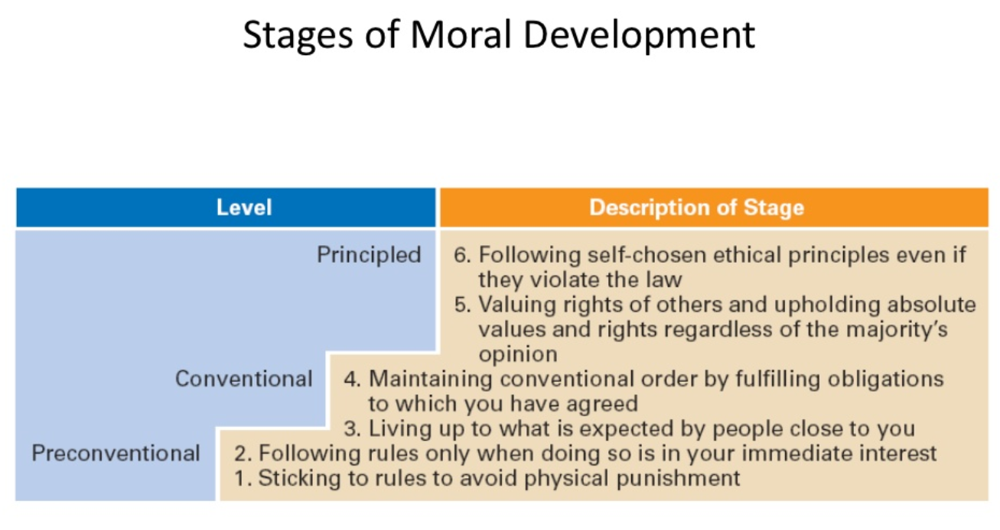 Stages of Moral Development
Level
Description of Stage
Principled
6. Following self-chosen ethical principles even if
they violate the law
5. Valuing rights of others and upholding absolute
values and rights regardless of the majority's
opinion
Conventional
4. Maintaining conventional order by fulfilling obligations
to which you have agreed
3. Living up to what is expected by people close to you
Preconventional
2. Following rules only when doing so is in your immediate interest
1. Sticking to rules to avoid physical punishment